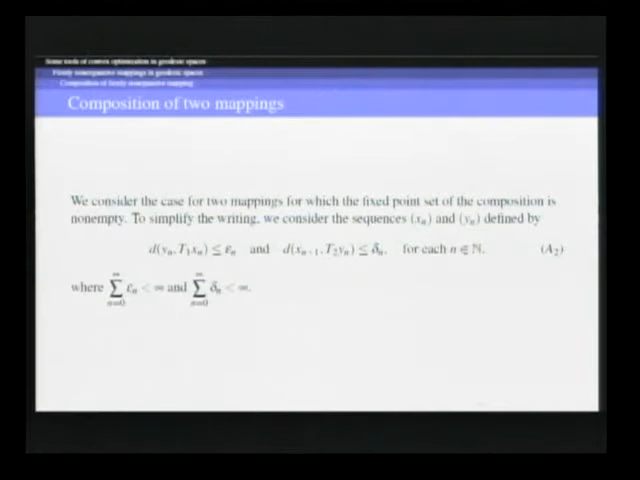 Some tools of convex optimization in geodesic spaces
Firmly nonexpansive mappings in geodesic spaces
Composition of firmly nonexpansive mapping
Composition of two mappings
We consider the case for two mappings for which the fixed point set of the composition is
nonempty. To simplify the writing, we consider the sequences (xₙ) and (yₙ) defined by
d(yₙ, T₁xₙ) ≤ εₙ and d(xₙ₊₁, T₂yₙ) ≤ δₙ, for each n ∈ ℕ. (A₂)
where ∑_{n=0}^{∞} εₙ < ∞ and ∑_{n=0}^{∞} δₙ < ∞.